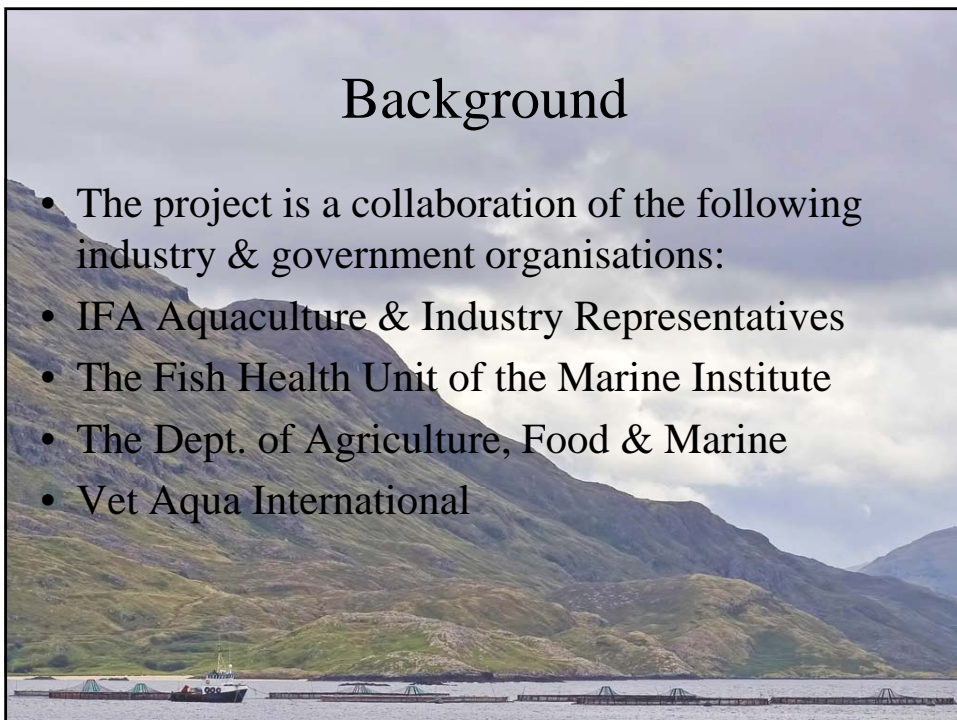 Background
• The project is a collaboration of the following
industry & government organisations:
• IFA Aquaculture & Industry Representatives
• The Fish Health Unit of the Marine Institute
• The Dept. of Agriculture, Food & Marine
• Vet Aqua International